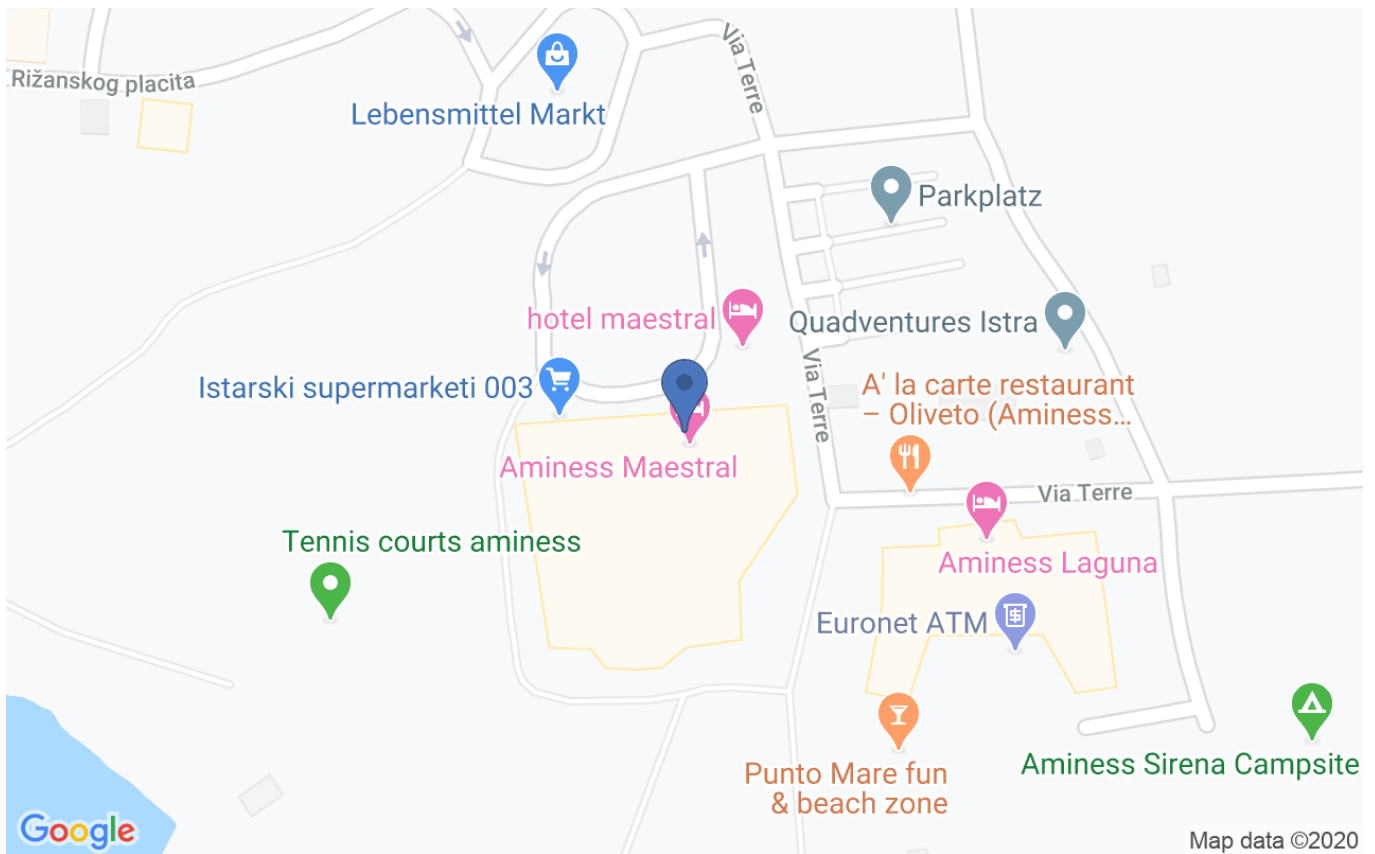 Via Terre
Rižanskog placita
Lebensmittel Markt
Parkplatz
hotel maestral
Quadventures Istra
Via Terre
Istarski supermarketi 003
A' la carte restaurant
– Oliveto (Aminess...
Aminess Maestral
Via Terre
Tennis courts aminess
Aminess Laguna
Euronet ATM
Punto Mare fun
& beach zone
Aminess Sirena Campsite
Google
Map data ©2020